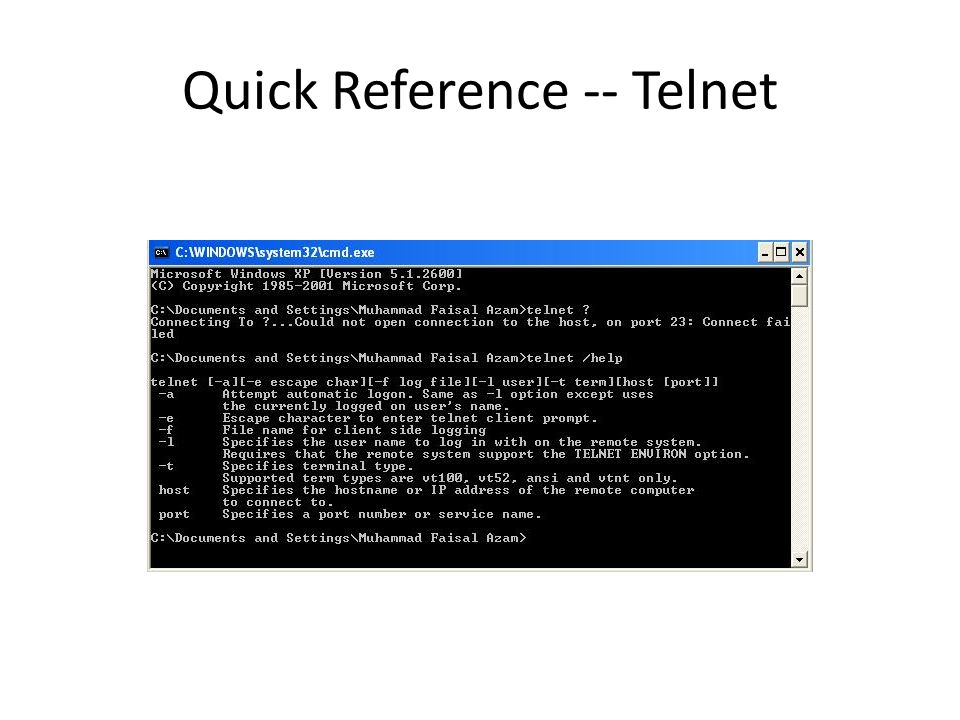 Quick Reference -- Telnet
C:\WINDOWS\system32\cmd.exe
Microsoft Windows XP [Version 5.1.2600]
(C) Copyright 1985-2001 Microsoft Corp.
C:\Documents and Settings\Muhammad Faisal Azam>telnet ?
Connecting To ?...Could not open connection to the host, on port 23: Connect fai
led
C:\Documents and Settings\Muhammad Faisal Azam>telnet /help
telnet [-a][-e escape char][-f log file][-l user][-t term][host [port]]
-a Attempt automatic logon. Same as -l option except uses
the currently logged on user's name.
-e Escape character to enter telnet client prompt.
-f File name for client side logging
-l Specifies the user name to log in with on the remote system.
Requires that the remote system support the TELNET ENVIRON option.
-t Specifies terminal type.
Supported term types are vt100, vt52, ansi and vtnt only.
host Specifies the hostname or IP address of the remote computer
to connect to.
port Specifies a port number or service name.
C:\Documents and Settings\Muhammad Faisal Azam>